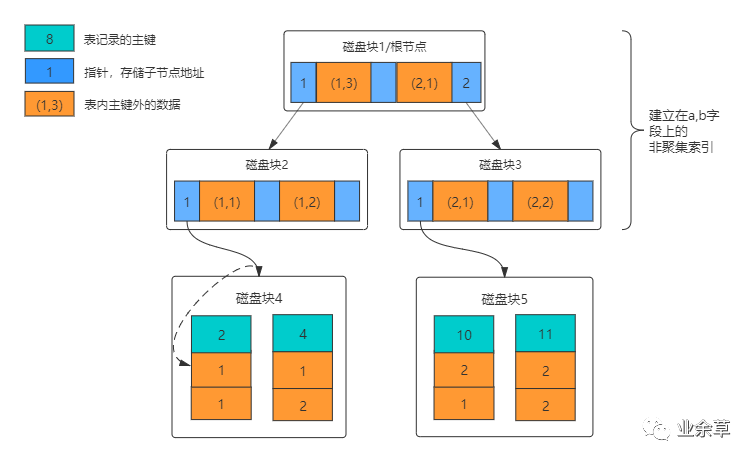 8 表记录的主键
1 指针，存储子节点地址
(1,3) 表内主键外的数据
磁盘块1/根节点
1 (1,3) (2,1) 2
建立在a,b字
段上的
非聚集索引
磁盘块2
1 (1,1) (1,2)
磁盘块3
1 (2,1) (2,2)
磁盘块4
2 4
1 1
1 2
磁盘块5
10 11
2 2
1 2
业余草